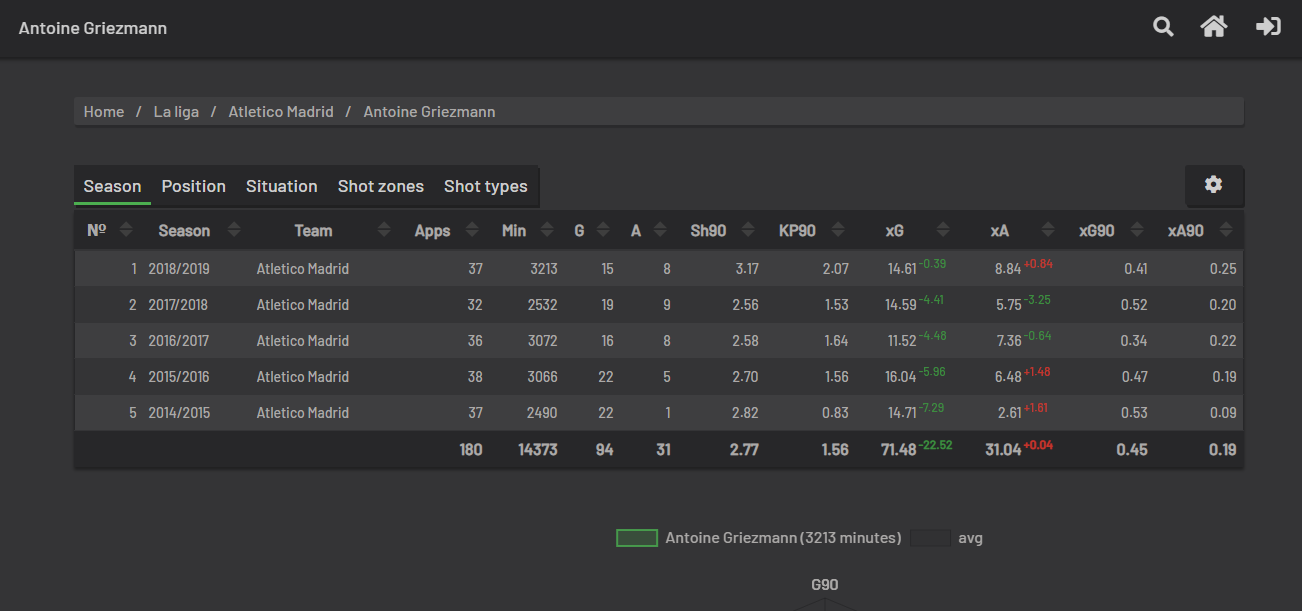 Antoine Griezmann
Home / La liga / Atletico Madrid / Antoine Griezmann
Season Position Situation Shot zones Shot types
Nº Season Team Apps Min G A Sh90 KP90 xG xA xG90 xA90
1 2018/2019 Atletico Madrid 37 3213 15 8 3.17 2.07 14.61 -0.39 8.84 +0.84 0.41 0.25
2 2017/2018 Atletico Madrid 32 2532 19 9 2.56 1.53 14.59 -4.41 5.75 -3.25 0.52 0.20
3 2016/2017 Atletico Madrid 36 3072 16 8 2.58 1.64 11.52 -4.48 7.36 -0.64 0.34 0.22
4 2015/2016 Atletico Madrid 38 3066 22 5 2.70 1.56 16.04 -5.96 6.48 +1.48 0.47 0.19
5 2014/2015 Atletico Madrid 37 2490 22 1 2.82 0.83 14.71 -7.29 2.61 +1.61 0.53 0.09
180 14373 94 31 2.77 1.56 71.48 -22.52 31.04 +0.04 0.45 0.19
Antoine Griezmann (3213 minutes) avg
G90